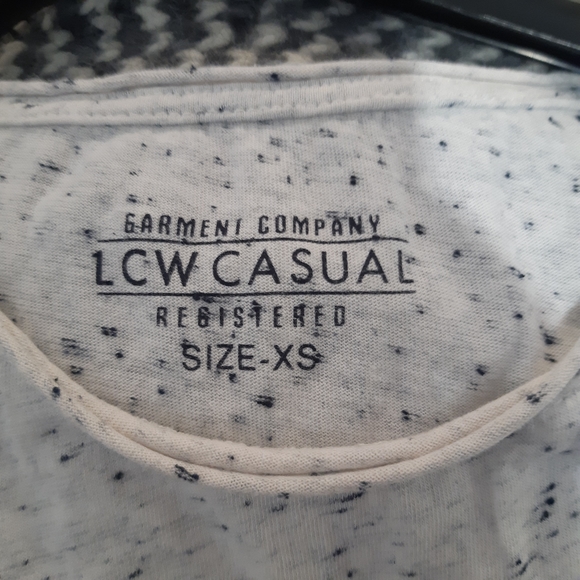 GARMENT COMPANY
LCW CASUAL
REGISTERED
SIZE-XS